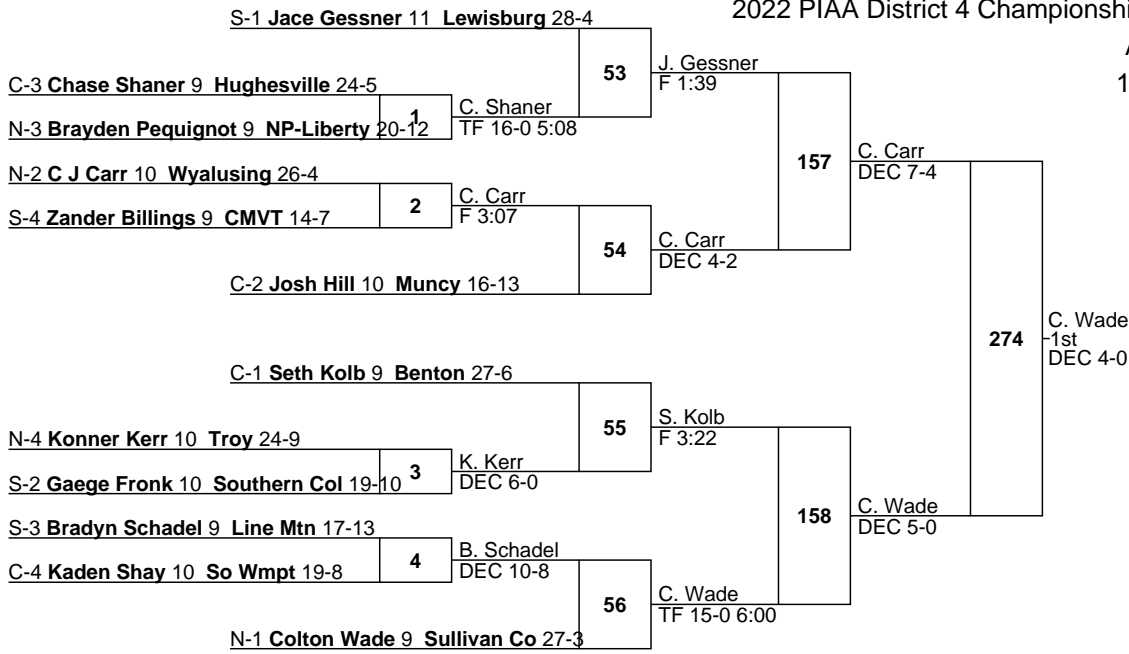 2022 PIAA District 4 Championshi
S-1 Jace Gessner 11 Lewisburg 28-4
53
J. Gessner
F 1:39
C-3 Chase Shaner 9 Hughesville 24-5
1
C. Shaner
TF 16-0 5:08
N-3 Brayden Pequignot 9 NP-Liberty 20-12
157
C. Carr
DEC 7-4
N-2 C J Carr 10 Wyalusing 26-4
2
C. Carr
F 3:07
S-4 Zander Billings 9 CMVT 14-7
54
C. Carr
DEC 4-2
C-2 Josh Hill 10 Muncy 16-13
274
C. Wade
1st
DEC 4-0
C-1 Seth Kolb 9 Benton 27-6
55
S. Kolb
F 3:22
N-4 Konner Kerr 10 Troy 24-9
3
K. Kerr
DEC 6-0
S-2 Gaege Fronk 10 Southern Col 19-10
158
C. Wade
DEC 5-0
S-3 Bradyn Schadel 9 Line Mtn 17-13
4
B. Schadel
DEC 10-8
C-4 Kaden Shay 10 So Wmpt 19-8
56
C. Wade
TF 15-0 6:00
N-1 Colton Wade 9 Sullivan Co 27-3